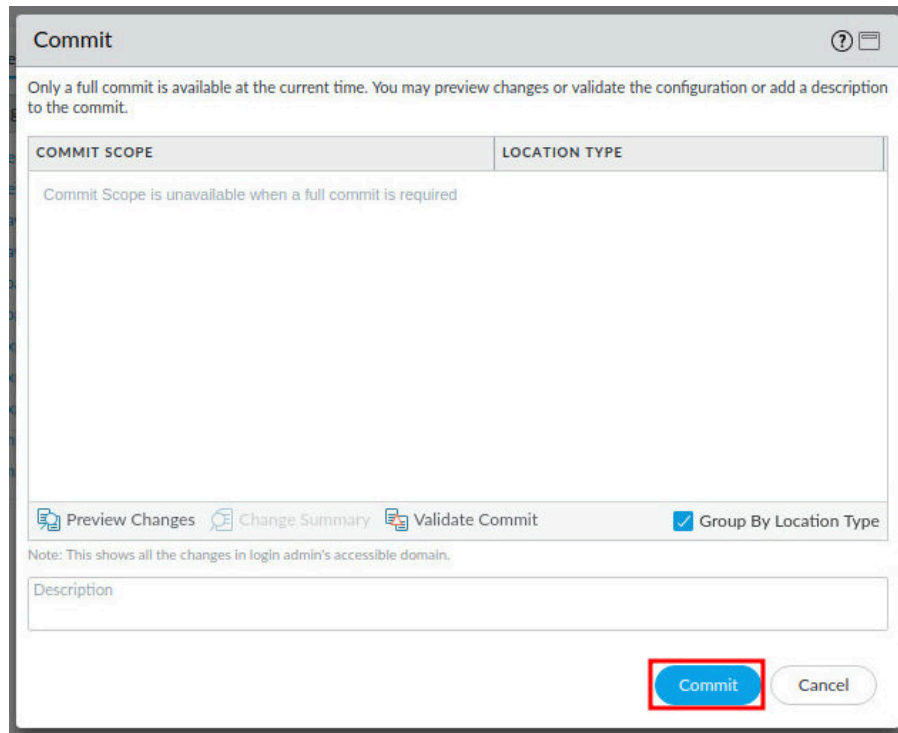 Commit
Only a full commit is available at the current time. You may preview changes or validate the configuration or add a description
to the commit.
COMMIT SCOPE LOCATION TYPE
Commit Scope is unavailable when a full commit is required
Preview Changes Change Summary Validate Commit Group By Location Type
Note: This shows all the changes in login admin's accessible domain.
Description
Commit Cancel